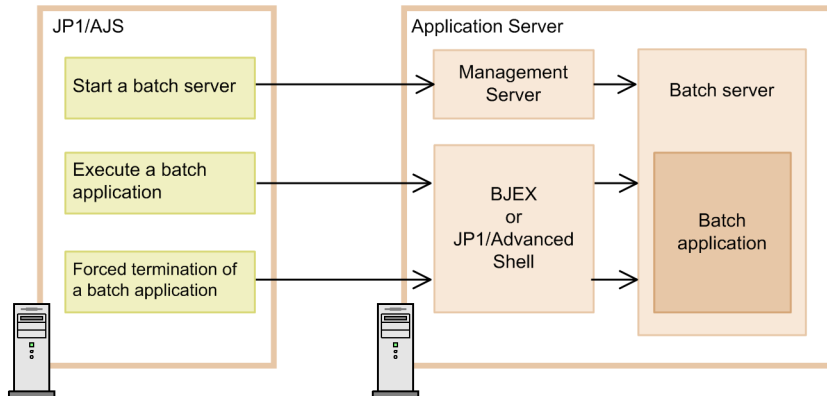 JP1/AJS
Start a batch server
Execute a batch
application
Forced termination of
a batch application
Application Server
Management
Server
BJEX
or
JP1/Advanced
Shell
Batch server
Batch
application